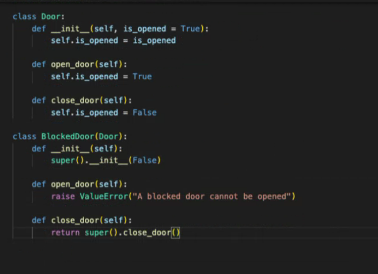 class Door:
    def __init__(self, is_opened = True):
        self.is_opened = is_opened
    def open_door(self):
        self.is_opened = True
    def close_door(self):
        self.is_opened = False
class BlockedDoor(Door):
    def __init__(self):
        super().__init__(False)
    def open_door(self):
        raise ValueError("A blocked door cannot be opened")
    def close_door(self):
        return super().close_door()